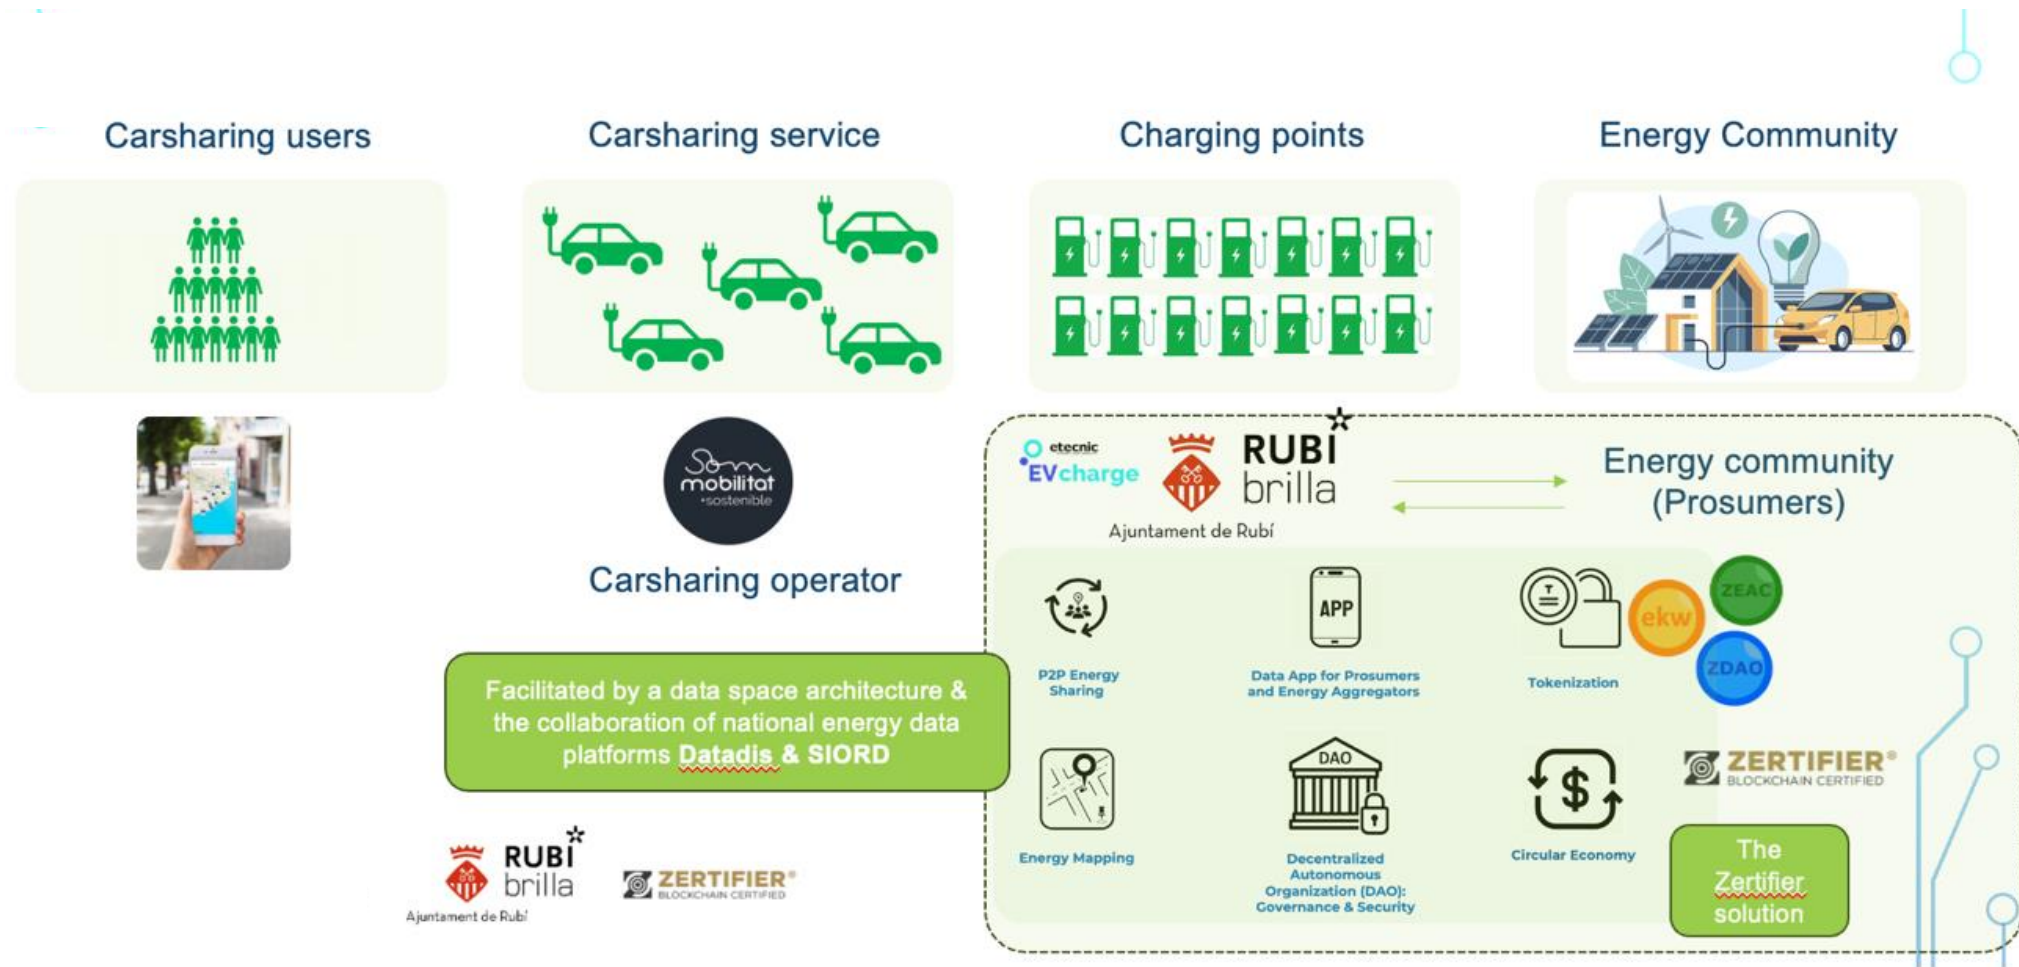 Carsharing users
Carsharing service
Charging points
Energy Community
Som
mobilitat
+sostenible
Carsharing operator
etecnic
EVcharge
RUBÍ
brilla
Ajuntament de Rubí
Energy community
(Prosumers)
P2P Energy
Sharing
APP
Data App for Prosumers
and Energy Aggregators
T
Tokenization
ekw
ZEAC
ZDAO
Facilitated by a data space architecture &
the collaboration of national energy data
platforms Datadis & SIORD
Energy Mapping
DAO
Decentralized
Autonomous
Organization (DAO):
Governance & Security
$
Circular Economy
ZERTIFIER®
BLOCKCHAIN CERTIFIED
The
Zertifier
solution
RUBÍ
brilla
Ajuntament de Rubí
ZERTIFIER®
BLOCKCHAIN CERTIFIED